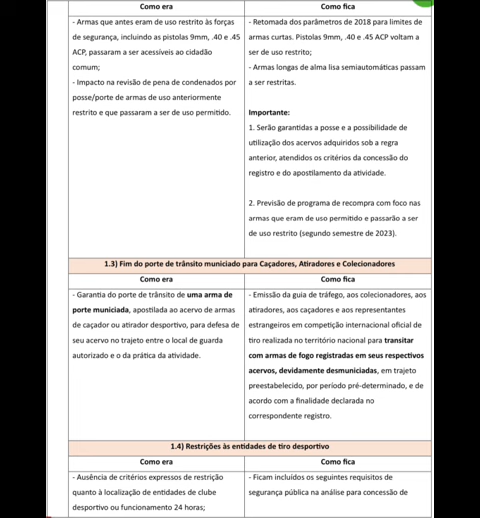 Como era
Como fica
- Armas que antes eram de uso restrito às forças
de segurança, incluindo as pistolas 9mm, .40 e .45
ACP, passaram a ser acessíveis ao cidadão
comum;
- Impacto na revisão de pena de condenados por
posse/porte de armas de uso anteriormente
restrito e que passaram a ser de uso permitido.
- Retomada dos parâmetros de 2018 para limites de
armas curtas. Pistolas 9mm, .40 e .45 ACP voltam a
ser de uso restrito;
- Armas longas de alma lisa semiautomáticas passam
a ser restritas.
Importante:
1. Serão garantidas a posse e a possibilidade de
utilização dos acervos adquiridos sob a regra
anterior, atendidos os critérios da concessão do
registro e do apostilamento da atividade.
2. Previsão de programa de recompra com foco nas
armas que eram de uso permitido e passarão a ser
de uso restrito (segundo semestre de 2023).
1.3) Fim do porte de trânsito municiado para Caçadores, Atiradores e Colecionadores
Como era
Como fica
- Garantia do porte de trânsito de uma arma de
porte municiada, apostilada ao acervo de armas
de caçador ou atirador desportivo, para defesa de
seu acervo no trajeto entre o local de guarda
autorizado e o da prática da atividade.
- Emissão da guia de tráfego, aos colecionadores, aos
atiradores, aos caçadores e aos representantes
estrangeiros em competição internacional oficial de
tiro realizada no território nacional para transitar
com armas de fogo registradas em seus respectivos
acervos, devidamente desmuniciadas, em trajeto
preestabelecido, por período pré-determinado, e de
acordo com a finalidade declarada no
correspondente registro.
1.4) Restrições às entidades de tiro desportivo
Como era
Como fica
- Ausência de critérios expressos de restrição
quanto à localização de entidades de clube
desportivo ou funcionamento 24 horas;
- Ficam incluídos os seguintes requisitos de
segurança pública na análise para concessão de